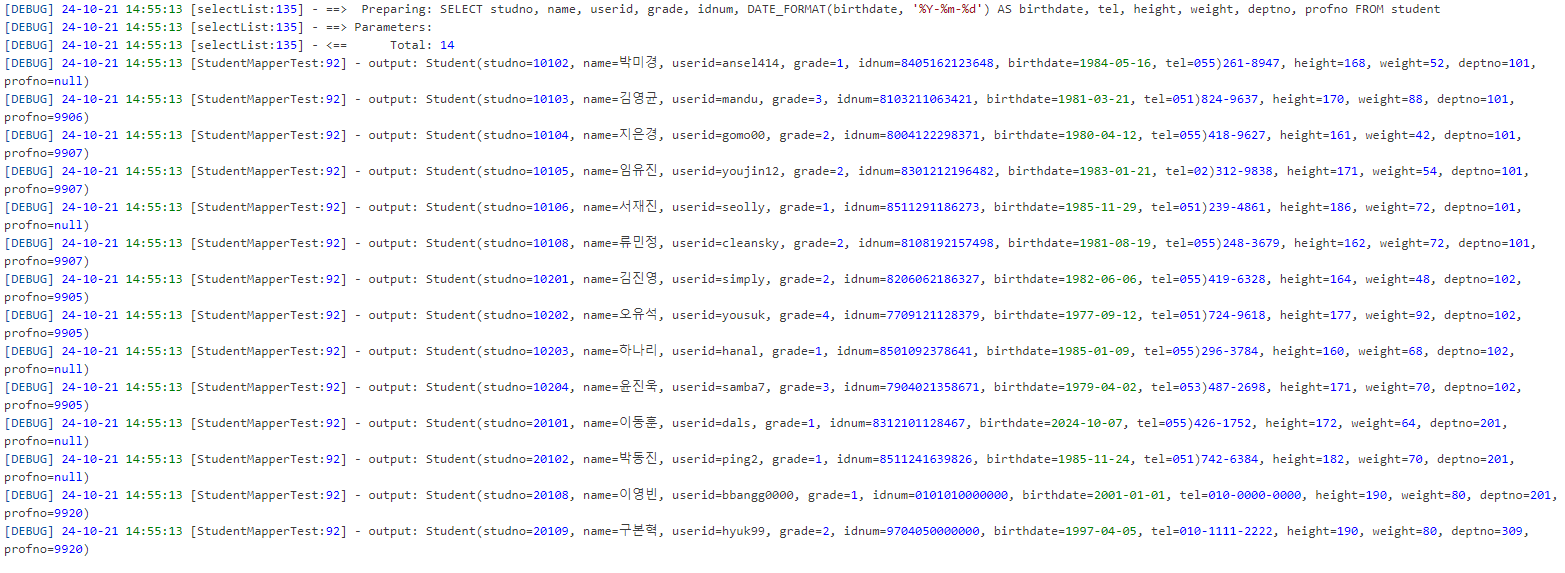 [DEBUG] 24-10-21 14:55:13 [selectList:135] - ==>  Preparing: SELECT studno, name, userid, grade, idnum, DATE_FORMAT(birthdate, '%Y-%m-%d') AS birthdate, tel, height, weight, deptno, profno FROM student
[DEBUG] 24-10-21 14:55:13 [selectList:135] - ==> Parameters:
[DEBUG] 24-10-21 14:55:13 [selectList:135] - <==      Total: 14
[DEBUG] 24-10-21 14:55:13 [StudentMapperTest:92] - output: Student(studno=10102, name=박미경, userid=ansel414, grade=1, idnum=8405162123648, birthdate=1984-05-16, tel=055)261-8947, height=168, weight=52, deptno=101,
profno=null)
[DEBUG] 24-10-21 14:55:13 [StudentMapperTest:92] - output: Student(studno=10103, name=김영균, userid=mandu, grade=3, idnum=8103211063421, birthdate=1981-03-21, tel=051)824-9637, height=170, weight=88, deptno=101,
profno=9906)
[DEBUG] 24-10-21 14:55:13 [StudentMapperTest:92] - output: Student(studno=10104, name=지은경, userid=gomo00, grade=2, idnum=8004122298371, birthdate=1980-04-12, tel=055)418-9627, height=161, weight=42, deptno=101,
profno=9907)
[DEBUG] 24-10-21 14:55:13 [StudentMapperTest:92] - output: Student(studno=10105, name=임유진, userid=youjin12, grade=2, idnum=8301212196482, birthdate=1983-01-21, tel=02)312-9838, height=171, weight=54, deptno=101,
profno=9907)
[DEBUG] 24-10-21 14:55:13 [StudentMapperTest:92] - output: Student(studno=10106, name=서재진, userid=seolly, grade=1, idnum=8511291186273, birthdate=1985-11-29, tel=051)239-4861, height=186, weight=72, deptno=101,
profno=null)
[DEBUG] 24-10-21 14:55:13 [StudentMapperTest:92] - output: Student(studno=10108, name=류민정, userid=cleansky, grade=2, idnum=8108192157498, birthdate=1981-08-19, tel=055)248-3679, height=162, weight=72, deptno=101,
profno=9907)
[DEBUG] 24-10-21 14:55:13 [StudentMapperTest:92] - output: Student(studno=10201, name=김진영, userid=simply, grade=2, idnum=8206062186327, birthdate=1982-06-06, tel=055)419-6328, height=164, weight=48, deptno=102,
profno=9905)
[DEBUG] 24-10-21 14:55:13 [StudentMapperTest:92] - output: Student(studno=10202, name=오유석, userid=yousuk, grade=4, idnum=7709121128379, birthdate=1977-09-12, tel=051)724-9618, height=177, weight=92, deptno=102,
profno=9905)
[DEBUG] 24-10-21 14:55:13 [StudentMapperTest:92] - output: Student(studno=10203, name=하나리, userid=hanal, grade=1, idnum=8501092378641, birthdate=1985-01-09, tel=055)296-3784, height=160, weight=68, deptno=102,
profno=null)
[DEBUG] 24-10-21 14:55:13 [StudentMapperTest:92] - output: Student(studno=10204, name=윤진욱, userid=samba7, grade=3, idnum=7904021358671, birthdate=1979-04-02, tel=053)487-2698, height=171, weight=70, deptno=102,
profno=9905)
[DEBUG] 24-10-21 14:55:13 [StudentMapperTest:92] - output: Student(studno=20101, name=이동훈, userid=dals, grade=1, idnum=8312101128467, birthdate=2024-10-07, tel=055)426-1752, height=172, weight=64, deptno=201,
profno=null)
[DEBUG] 24-10-21 14:55:13 [StudentMapperTest:92] - output: Student(studno=20102, name=박동진, userid=ping2, grade=1, idnum=8511241639826, birthdate=1985-11-24, tel=051)742-6384, height=182, weight=70, deptno=201,
profno=null)
[DEBUG] 24-10-21 14:55:13 [StudentMapperTest:92] - output: Student(studno=20108, name=이영빈, userid=bbangg0000, grade=1, idnum=0101010000000, birthdate=2001-01-01, tel=010-0000-0000, height=190, weight=80, deptno=201,
profno=9920)
[DEBUG] 24-10-21 14:55:13 [StudentMapperTest:92] - output: Student(studno=20109, name=구본혁, userid=hyuk99, grade=2, idnum=9704050000000, birthdate=1997-04-05, tel=010-1111-2222, height=190, weight=80, deptno=309,
profno=9920)